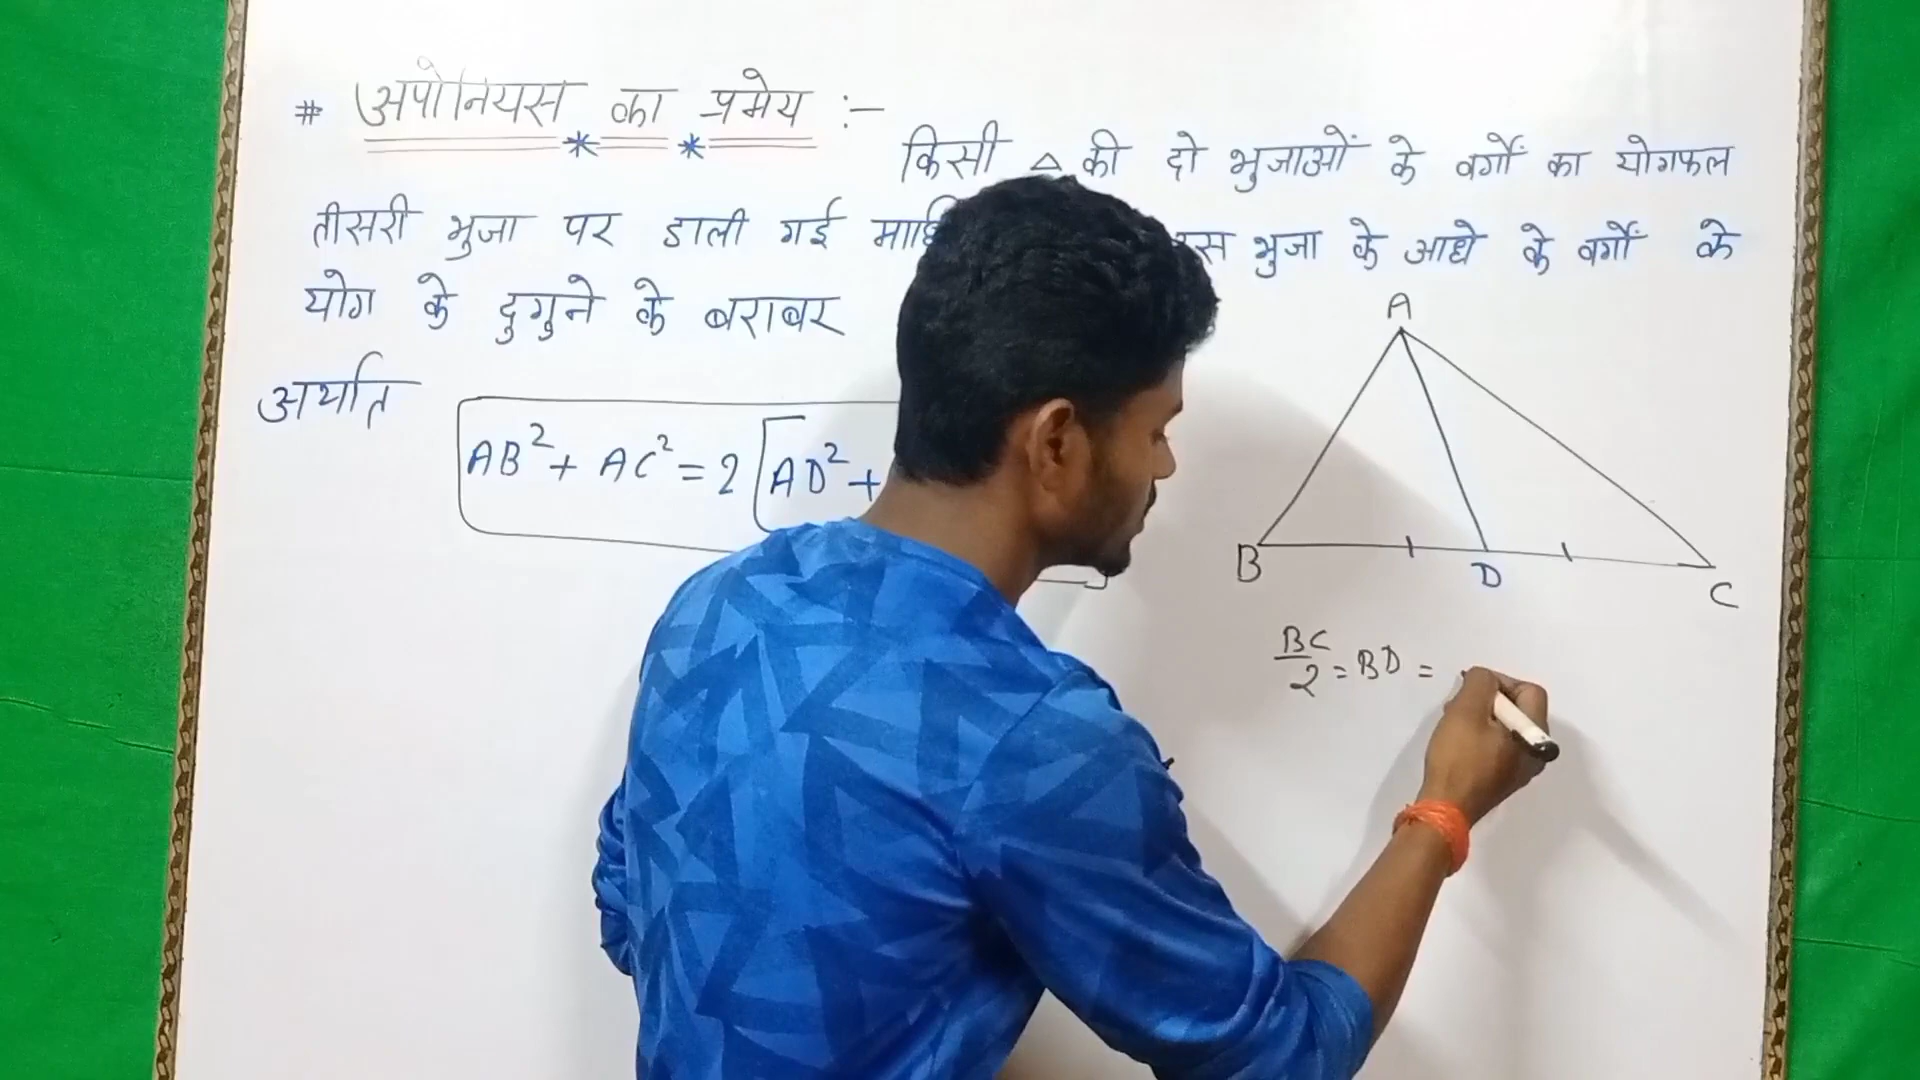 # अपोनियस का प्रमेय :-
किसी △ की दो भुजाओं के वर्गों का योगफल
तीसरी भुजा पर डाली गई भुजा के आधे के वर्गों के
योग के दुगुने के बराबर
अर्थात
AB² + AC² = 2 [AD² +
A
B
D
C
BC/2 = BD =